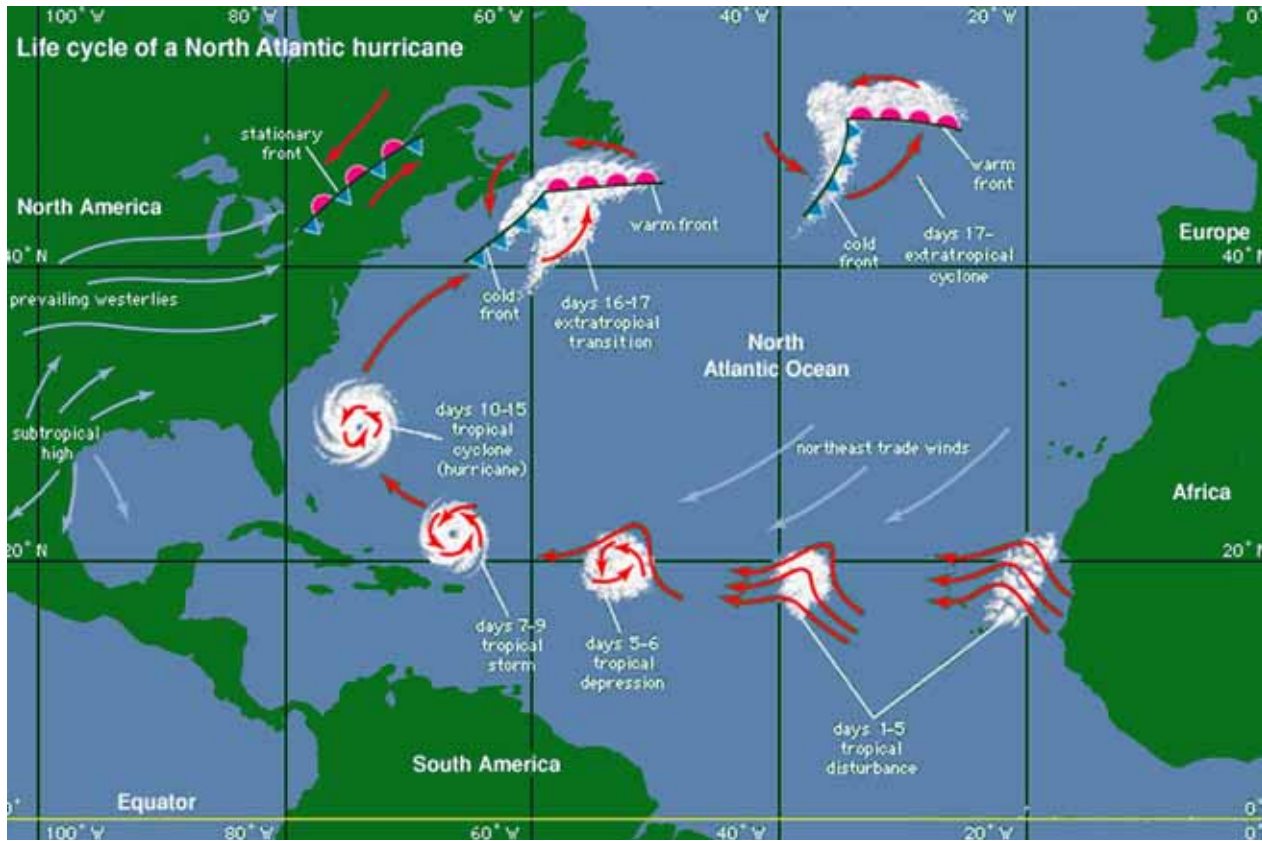 100° W
80° W
60° W
40° W
20° W
0°
Life cycle of a North Atlantic hurricane
stationary
front
warm
front
North America
warm front
Europe
cold
front
days 17-
extratropical
cyclone
40° N
40° N
prevailing westerlies
cold
front
days 16-17
extratropical
transition
North
Atlantic Ocean
days 10-15
tropical
cyclone
(hurricane)
subtropical
high
northeast trade winds
Africa
20° N
20° N
days 7-9
tropical
storm
days 5-6
tropical
depression
days 1-5
tropical
disturbance
South America
Equator
0°
0°
100° W
80° W
60° W
40° W
20° W
0°